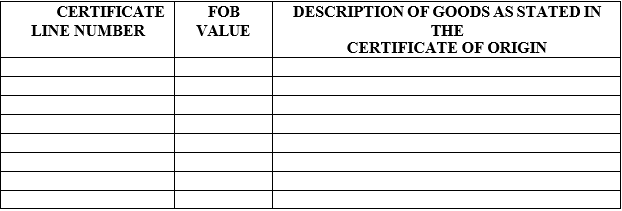 CERTIFICATE
LINE NUMBER
FOB
VALUE
DESCRIPTION OF GOODS AS STATED IN
THE
CERTIFICATE OF ORIGIN